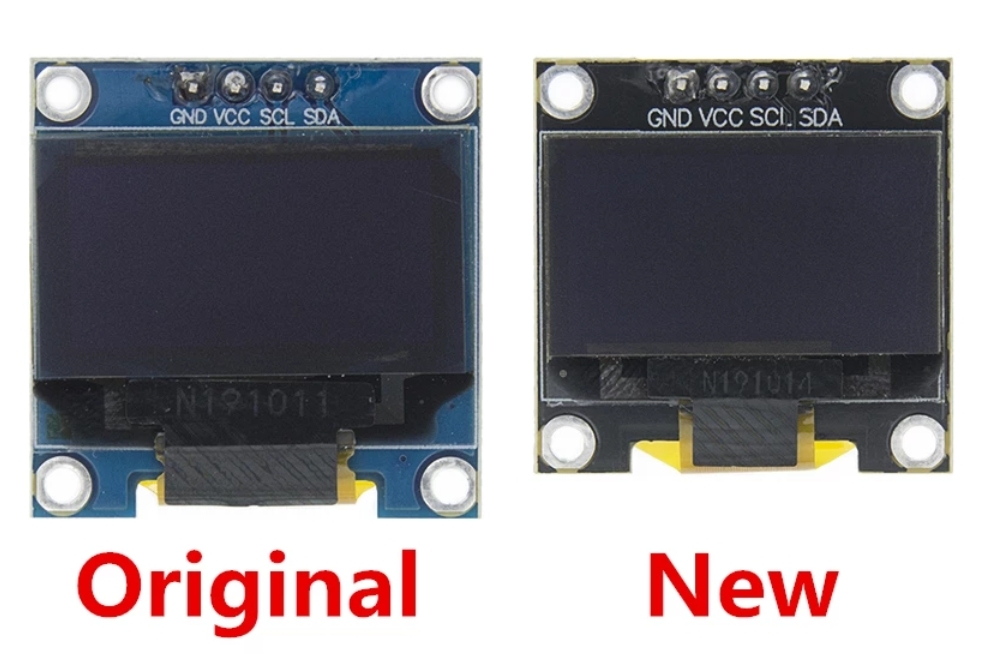 GND VCC SCL SDA
GND VCC SCL SDA
N191011
N191014
Original
New